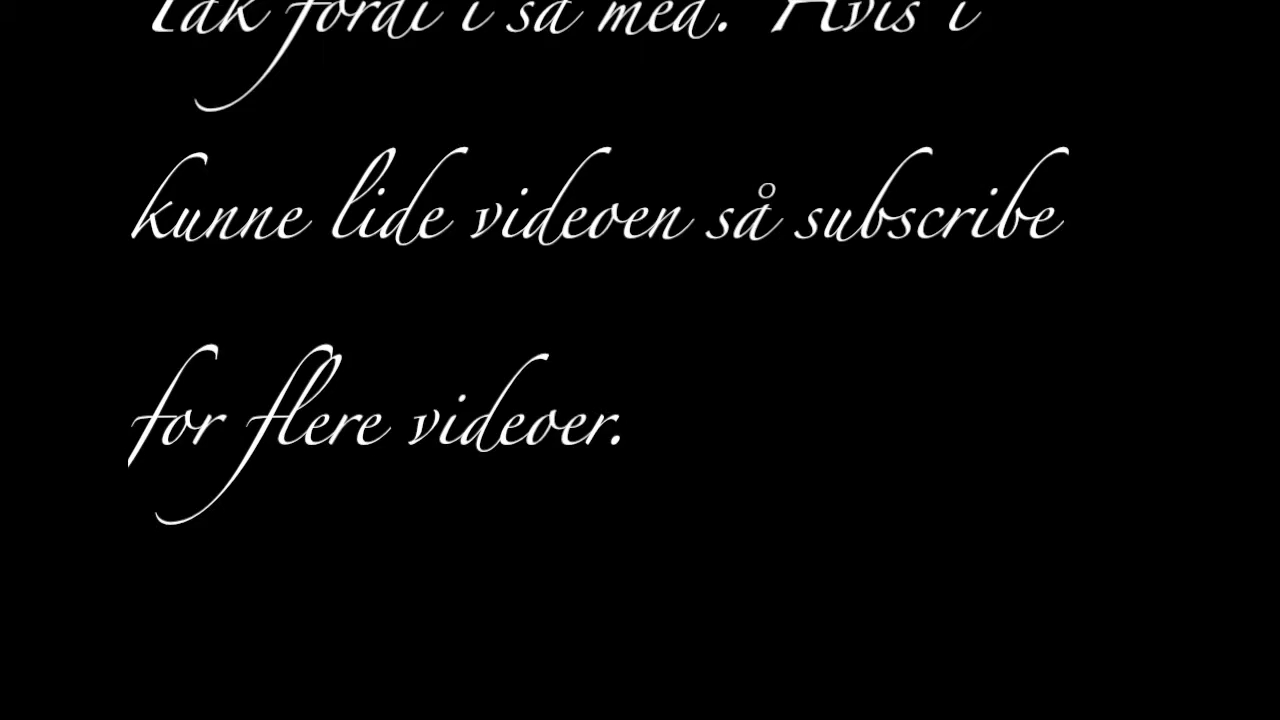 Tak fordi i så med. Hvis i
kunne lide videoen så subscribe
for flere videoer.